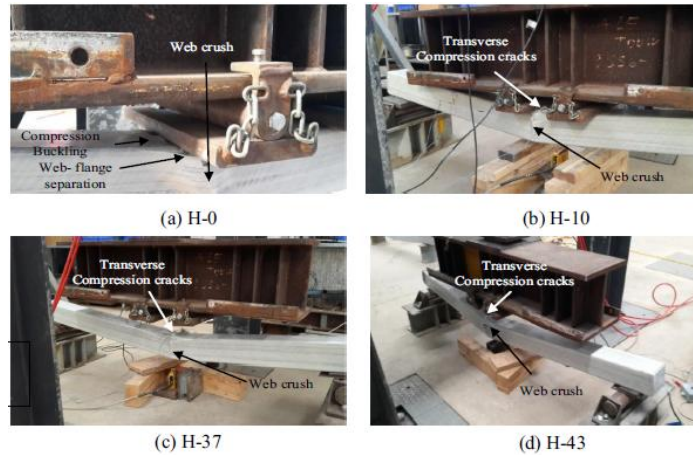 Web crush
Compression
Buckling
Web- flange
separation
(a) H-0
Transverse
Compression cracks
Web crush
(b) H-10
Transverse
Compression cracks
Web crush
(c) H-37
Transverse
Compression cracks
Web crush
(d) H-43